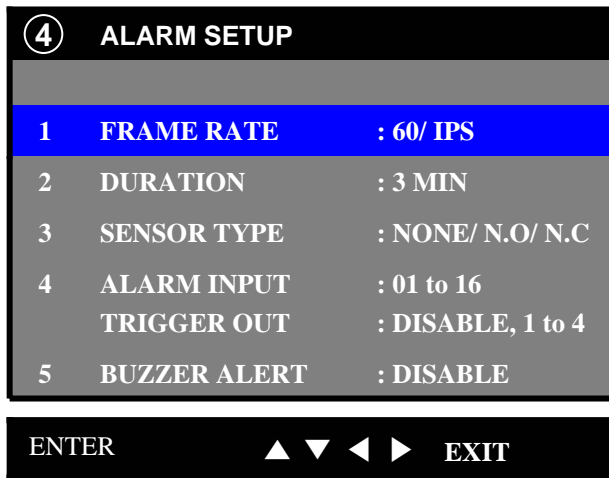 ④ ALARM SETUP
1 FRAME RATE : 60/ IPS
2 DURATION : 3 MIN
3 SENSOR TYPE : NONE/ N.O/ N.C
4 ALARM INPUT : 01 to 16
TRIGGER OUT : DISABLE, 1 to 4
5 BUZZER ALERT : DISABLE
ENTER ▲ ▼ ◀ ▶ EXIT